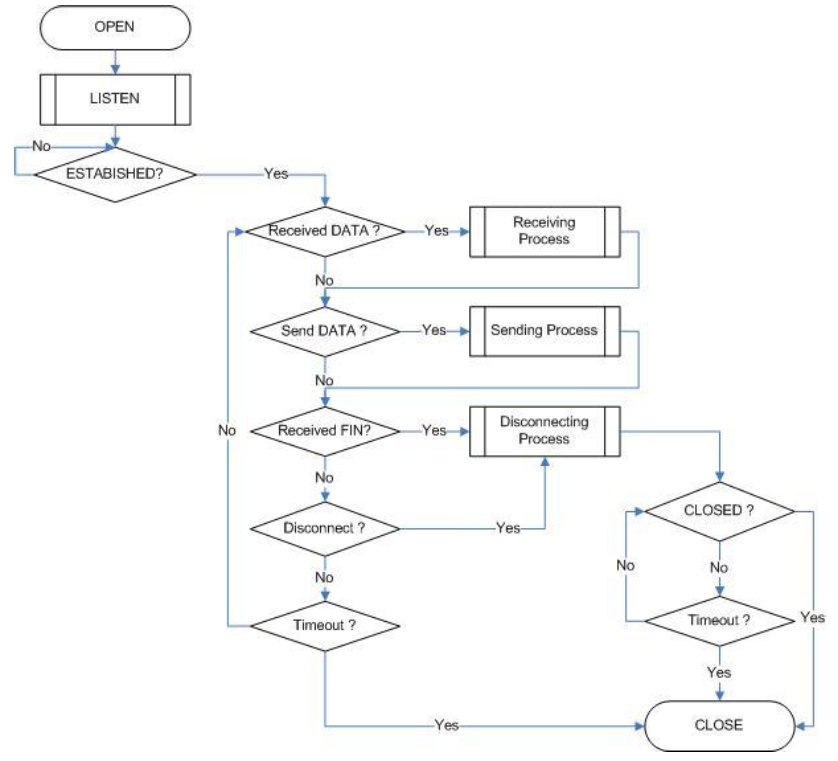 OPEN
LISTEN
No
ESTABISHED?
Yes
Received DATA ?
Yes
Receiving
Process
No
Send DATA ?
Yes
Sending Process
No
No
Received FIN?
Yes
Disconnecting
Process
No
Disconnect ?
Yes
CLOSED ?
No
No
No
Timeout ?
Timeout ?
Yes
Yes
Yes
CLOSE